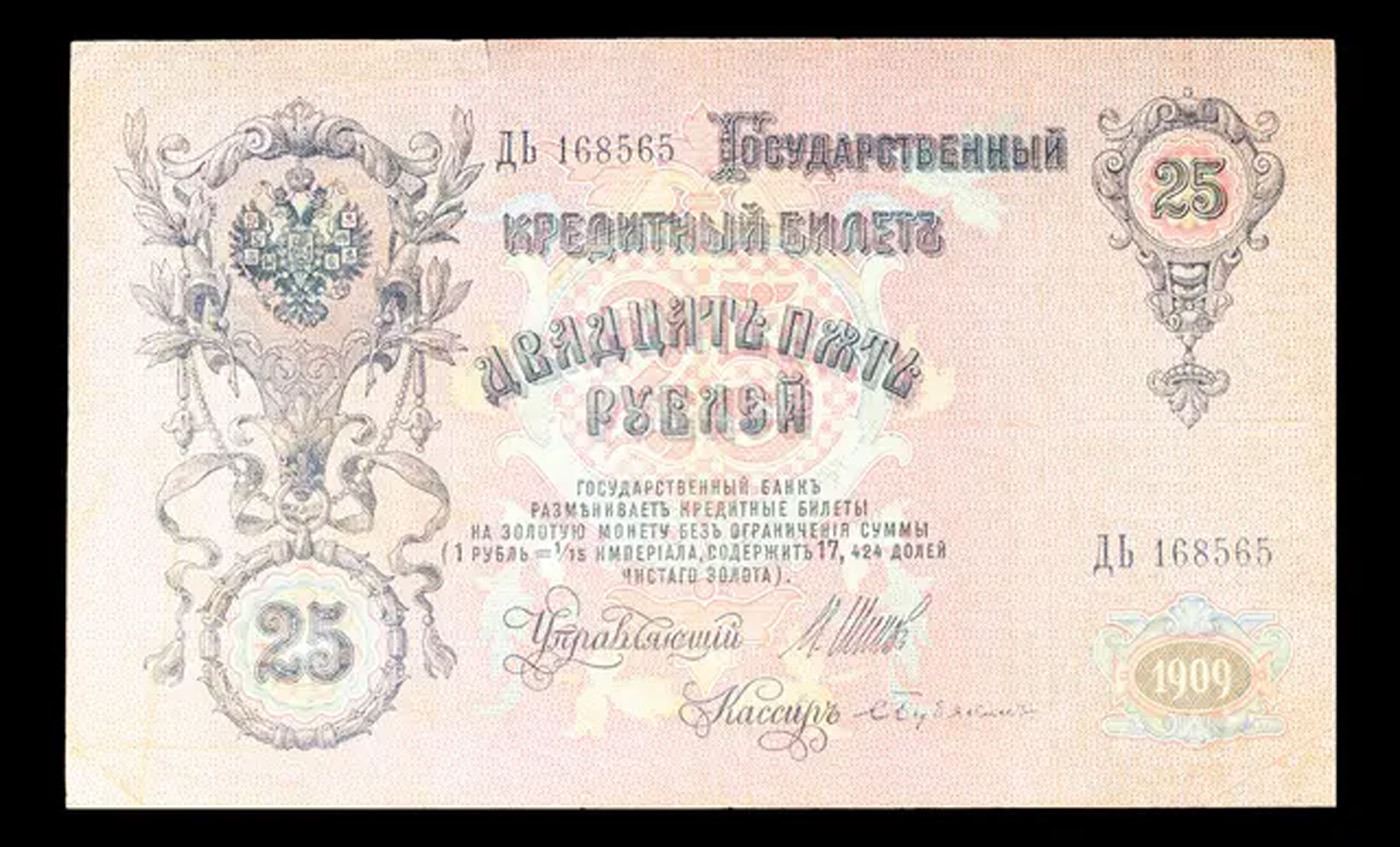 ДЬ 168565 Государственный
25
кредитный билетъ
двадцать пять
рублей
государственный банкъ
размѣниваетъ кредитные билеты
на золотую монету безъ ограниченія суммы
(1 рубль = 1/15 имперіала, содержитъ 17, 424 долей
чистаго золота).
ДЬ 168565
25
Управляющій
Кассиръ
1909